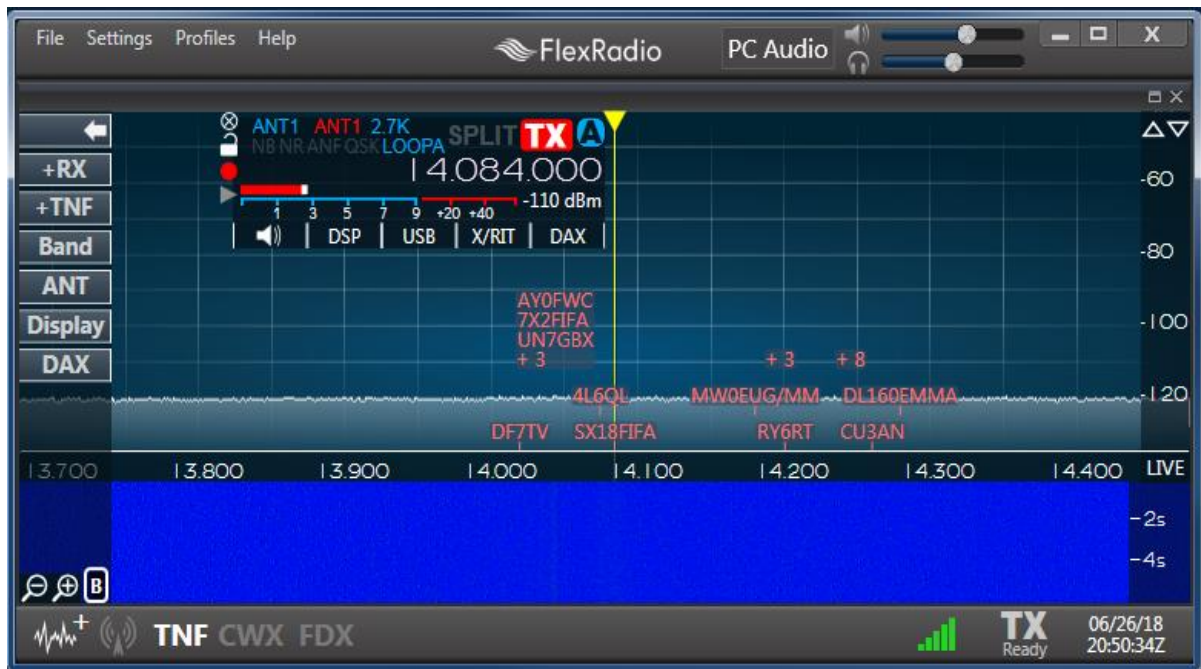 File Settings Profiles Help FlexRadio PC Audio X
ANT1 ANT1 2.7K SPLIT TX A
NB NR ANF QSK LOOPA
14.084.000
+RX
-110 dBm
1 3 5 7 9 +20 +40
DSP USB X/RIT DAX
+TNF
Band
ANT
Display
DAX
-60
-80
-100
-120
AY0FWC
7X2FIFA
UN7GBX
+ 3 + 3 + 8
4L6QL MW0EUG/MM DL160EMMA
DF7TV SX18FIFA RY6RT CU3AN
13.700 13.800 13.900 14.000 14.100 14.200 14.300 14.400 LIVE
-2s
-4s
B
TNF CWX FDX TX 06/26/18
Ready 20:50:34Z